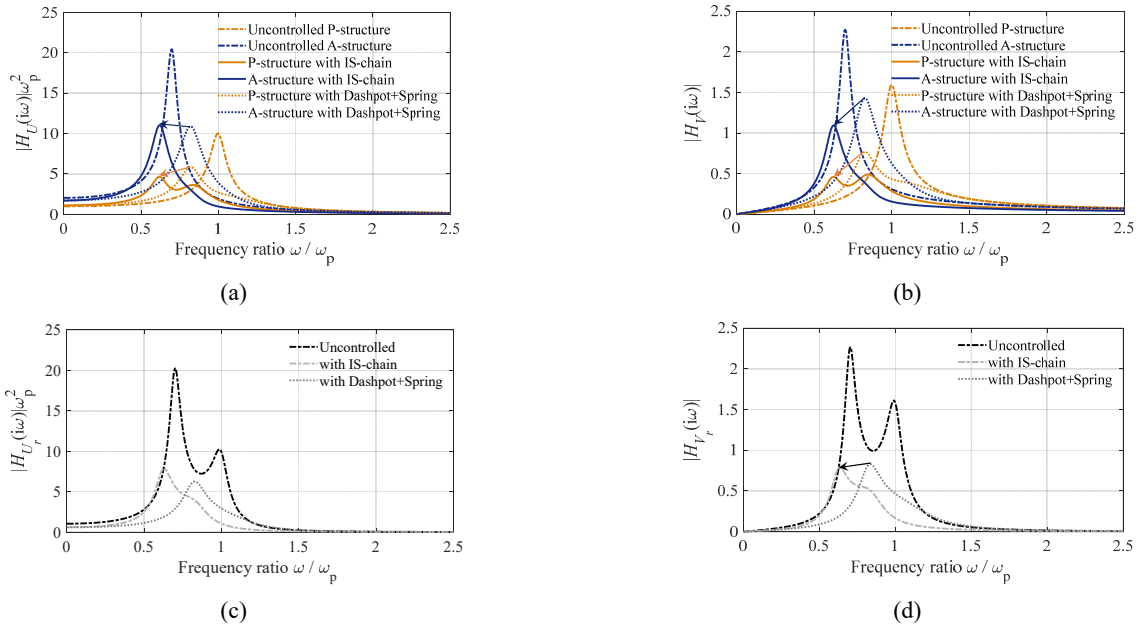 |H_U(iω)|ω_p^2
25
20
15
10
5
0
Uncontrolled P-structure
Uncontrolled A-structure
P-structure with IS-chain
A-structure with IS-chain
P-structure with Dashpot+Spring
A-structure with Dashpot+Spring
0 0.5 1 1.5 2 2.5
Frequency ratio ω / ω_p
(a)
|H_V(iω)|
2.5
2
1.5
1
0.5
0
Uncontrolled P-structure
Uncontrolled A-structure
P-structure with IS-chain
A-structure with IS-chain
P-structure with Dashpot+Spring
A-structure with Dashpot+Spring
0 0.5 1 1.5 2 2.5
Frequency ratio ω / ω_p
(b)
|H_{U_r}(iω)|ω_p^2
25
20
15
10
5
0
Uncontrolled
with IS-chain
with Dashpot+Spring
0 0.5 1 1.5 2 2.5
Frequency ratio ω / ω_p
(c)
|H_{V_r}(iω)|
2.5
2
1.5
1
0.5
0
Uncontrolled
with IS-chain
with Dashpot+Spring
0 0.5 1 1.5 2 2.5
Frequency ratio ω / ω_p
(d)